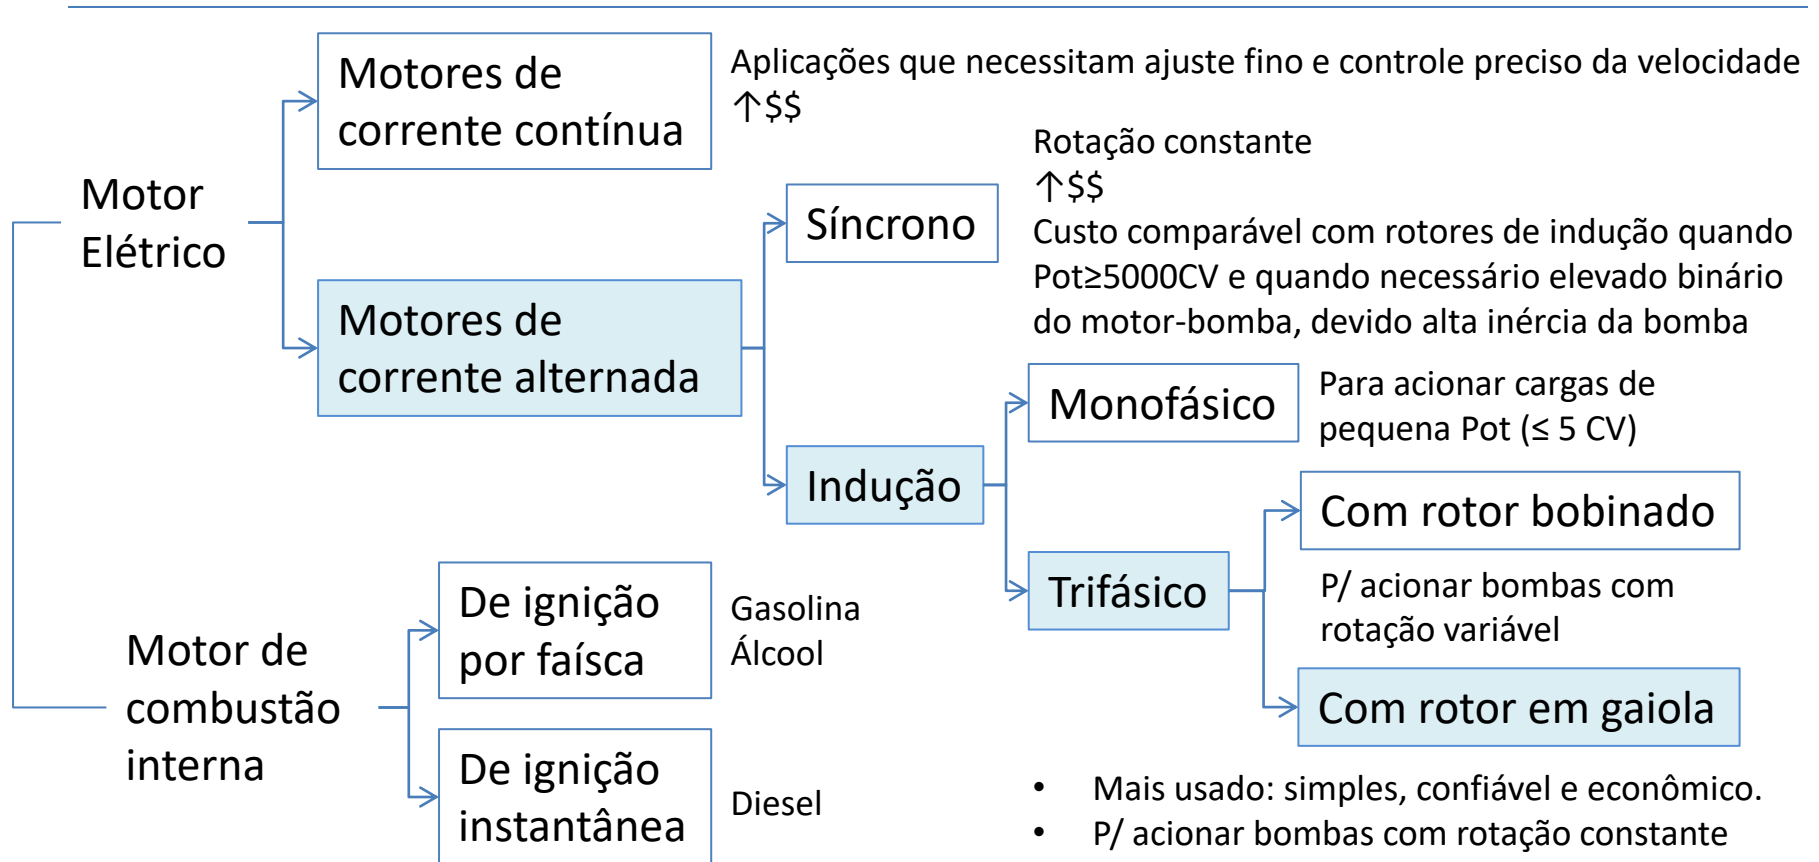 Motor
Elétrico
Motores de
corrente contínua
Aplicações que necessitam ajuste fino e controle preciso da velocidade
↑$$
Motores de
corrente alternada
Síncrono
Rotação constante
↑$$
Custo comparável com rotores de indução quando
Pot≥5000CV e quando necessário elevado binário
do motor-bomba, devido alta inércia da bomba
Indução
Monofásico
Para acionar cargas de
pequena Pot (≤ 5 CV)
Trifásico
Com rotor bobinado
P/ acionar bombas com
rotação variável
Com rotor em gaiola
• Mais usado: simples, confiável e econômico.
• P/ acionar bombas com rotação constante
Motor de
combustão
interna
De ignição
por faísca
Gasolina
Álcool
De ignição
instantânea
Diesel